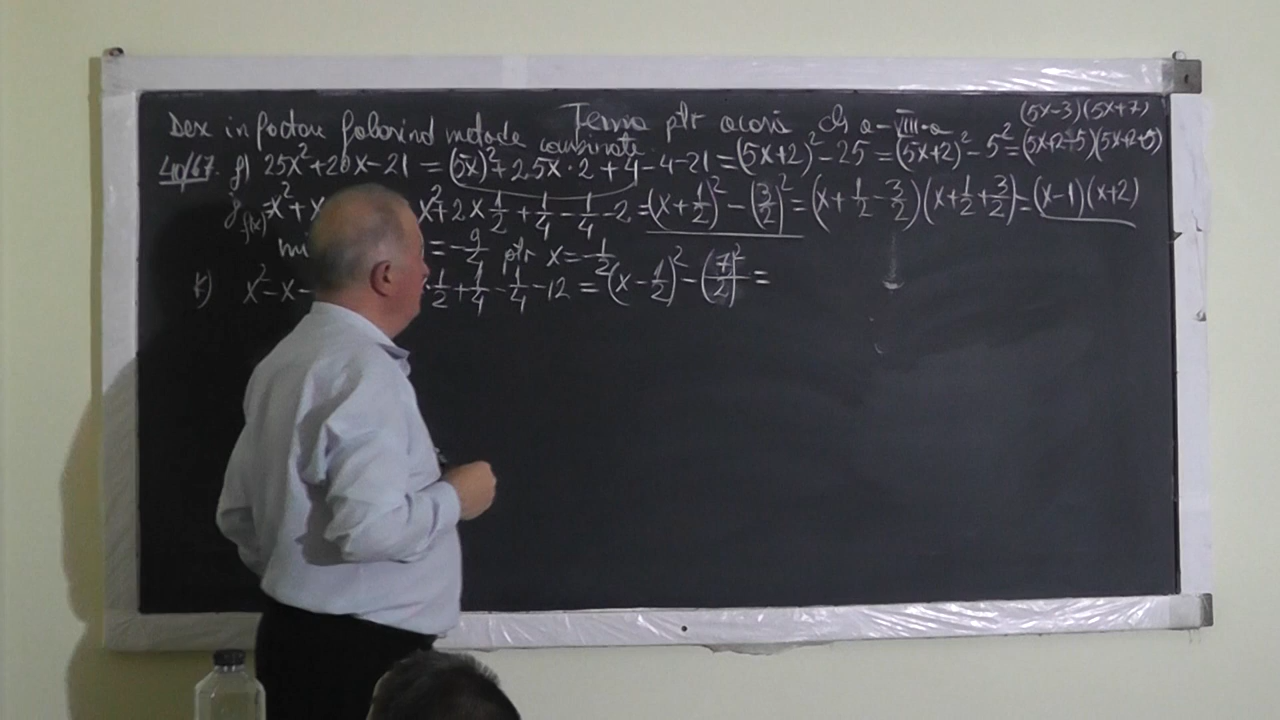 Desc in factori folosind metode combinate Tema ptr acasă cls a-VIII-a (5x-3)(5x+7)
40/67. f) 25x²+20x-21 = (5x)²+2·5x·2+4-4-21=(5x+2)²-25=(5x+2)²-5²=(5x+2-5)(5x+2+5)
j f(x)=x²+x x²+2x½+¼-¼-2=(x+½)²-(3/2)²=(x+½-3/2)(x+½+3/2)=(x-1)(x+2)
=-9/4 ptr x=-½
k) x²-x- ½+¼-¼-12=(x-½)²-(7/2)²=